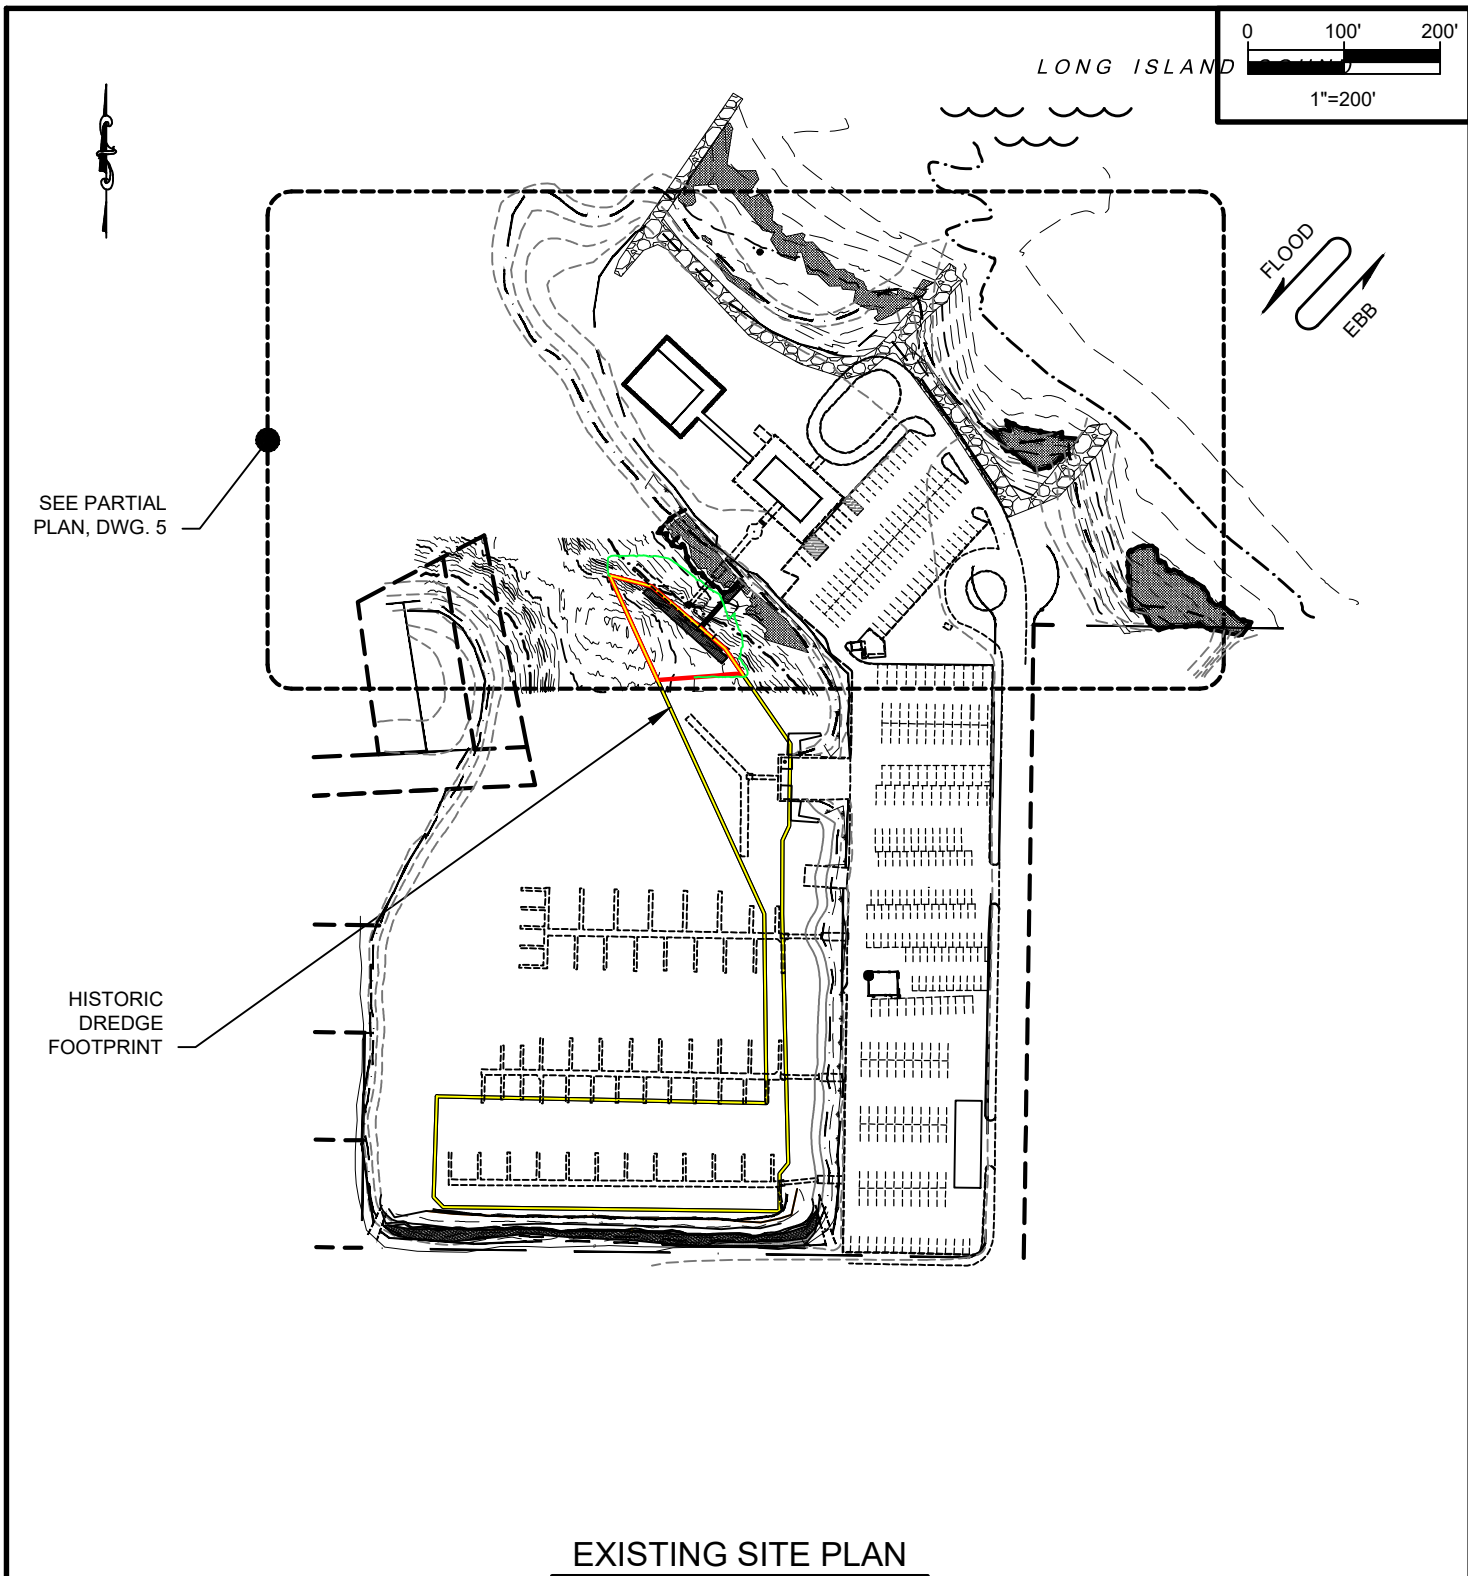 0 100' 200'
LONG ISLAND SOUND
1"=200'
FLOOD
EBB
SEE PARTIAL
PLAN, DWG. 5
HISTORIC
DREDGE
FOOTPRINT
EXISTING SITE PLAN